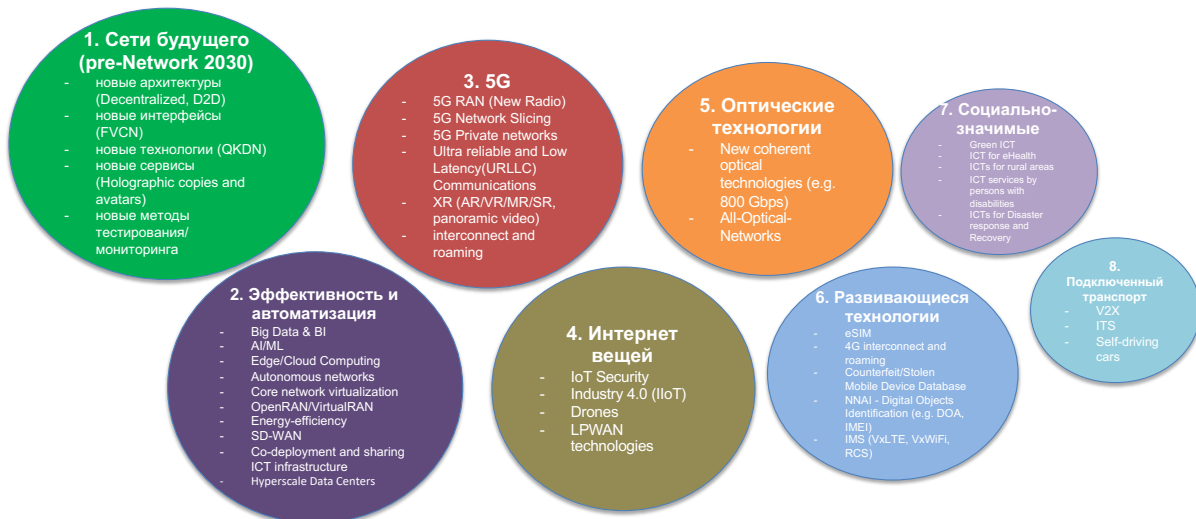 1. Сети будущего
(pre-Network 2030)
- новые архитектуры
(Decentralized, D2D)
- новые интерфейсы
(FVCN)
- новые технологии (QKDN)
- новые сервисы
(Holographic copies and
avatars)
- новые методы
тестирования/
мониторинга
2. Эффективность и
автоматизация
- Big Data & BI
- AI/ML
- Edge/Cloud Computing
- Autonomous networks
- Core network virtualization
- OpenRAN/VirtualRAN
- Energy-efficiency
- SD-WAN
- Co-deployment and sharing
ICT infrastructure
- Hyperscale Data Centers
3. 5G
- 5G RAN (New Radio)
- 5G Network Slicing
- 5G Private networks
- Ultra reliable and Low
Latency(URLLC)
Communications
- XR (AR/VR/MR/SR,
panoramic video)
- interconnect and
roaming
4. Интернет
вещей
- IoT Security
- Industry 4.0 (IIoT)
- Drones
- LPWAN
technologies
5. Оптические
технологии
- New coherent
optical
technologies (e.g.
800 Gbps)
- All-Optical-
Networks
6. Развивающиеся
технологии
- eSIM
- 4G interconnect and
roaming
- Counterfeit/Stolen
Mobile Device Database
- NNAI - Digital Objects
Identification (e.g. DOA,
IMEI)
- IMS (VxLTE, VxWiFi,
RCS)
7. Социально-
значимые
- Green ICT
- ICT for eHealth
- ICTs for rural areas
- ICT services by
persons with
disabilities
- ICTs for Disaster
response and
Recovery
8.
Подключенный
транспорт
- V2X
- ITS
- Self-driving
cars